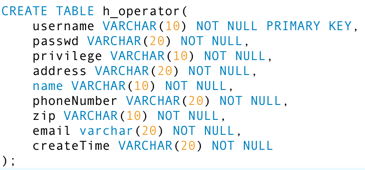 CREATE TABLE h_operator(
username VARCHAR(10) NOT NULL PRIMARY KEY,
passwd VARCHAR(20) NOT NULL,
privilege VARCHAR(10) NOT NULL,
address VARCHAR(20) NOT NULL,
name VARCHAR(10) NOT NULL,
phoneNumber VARCHAR(20) NOT NULL,
zip VARCHAR(10) NOT NULL,
email varchar(20) NOT NULL,
createTime VARCHAR(20) NOT NULL
);